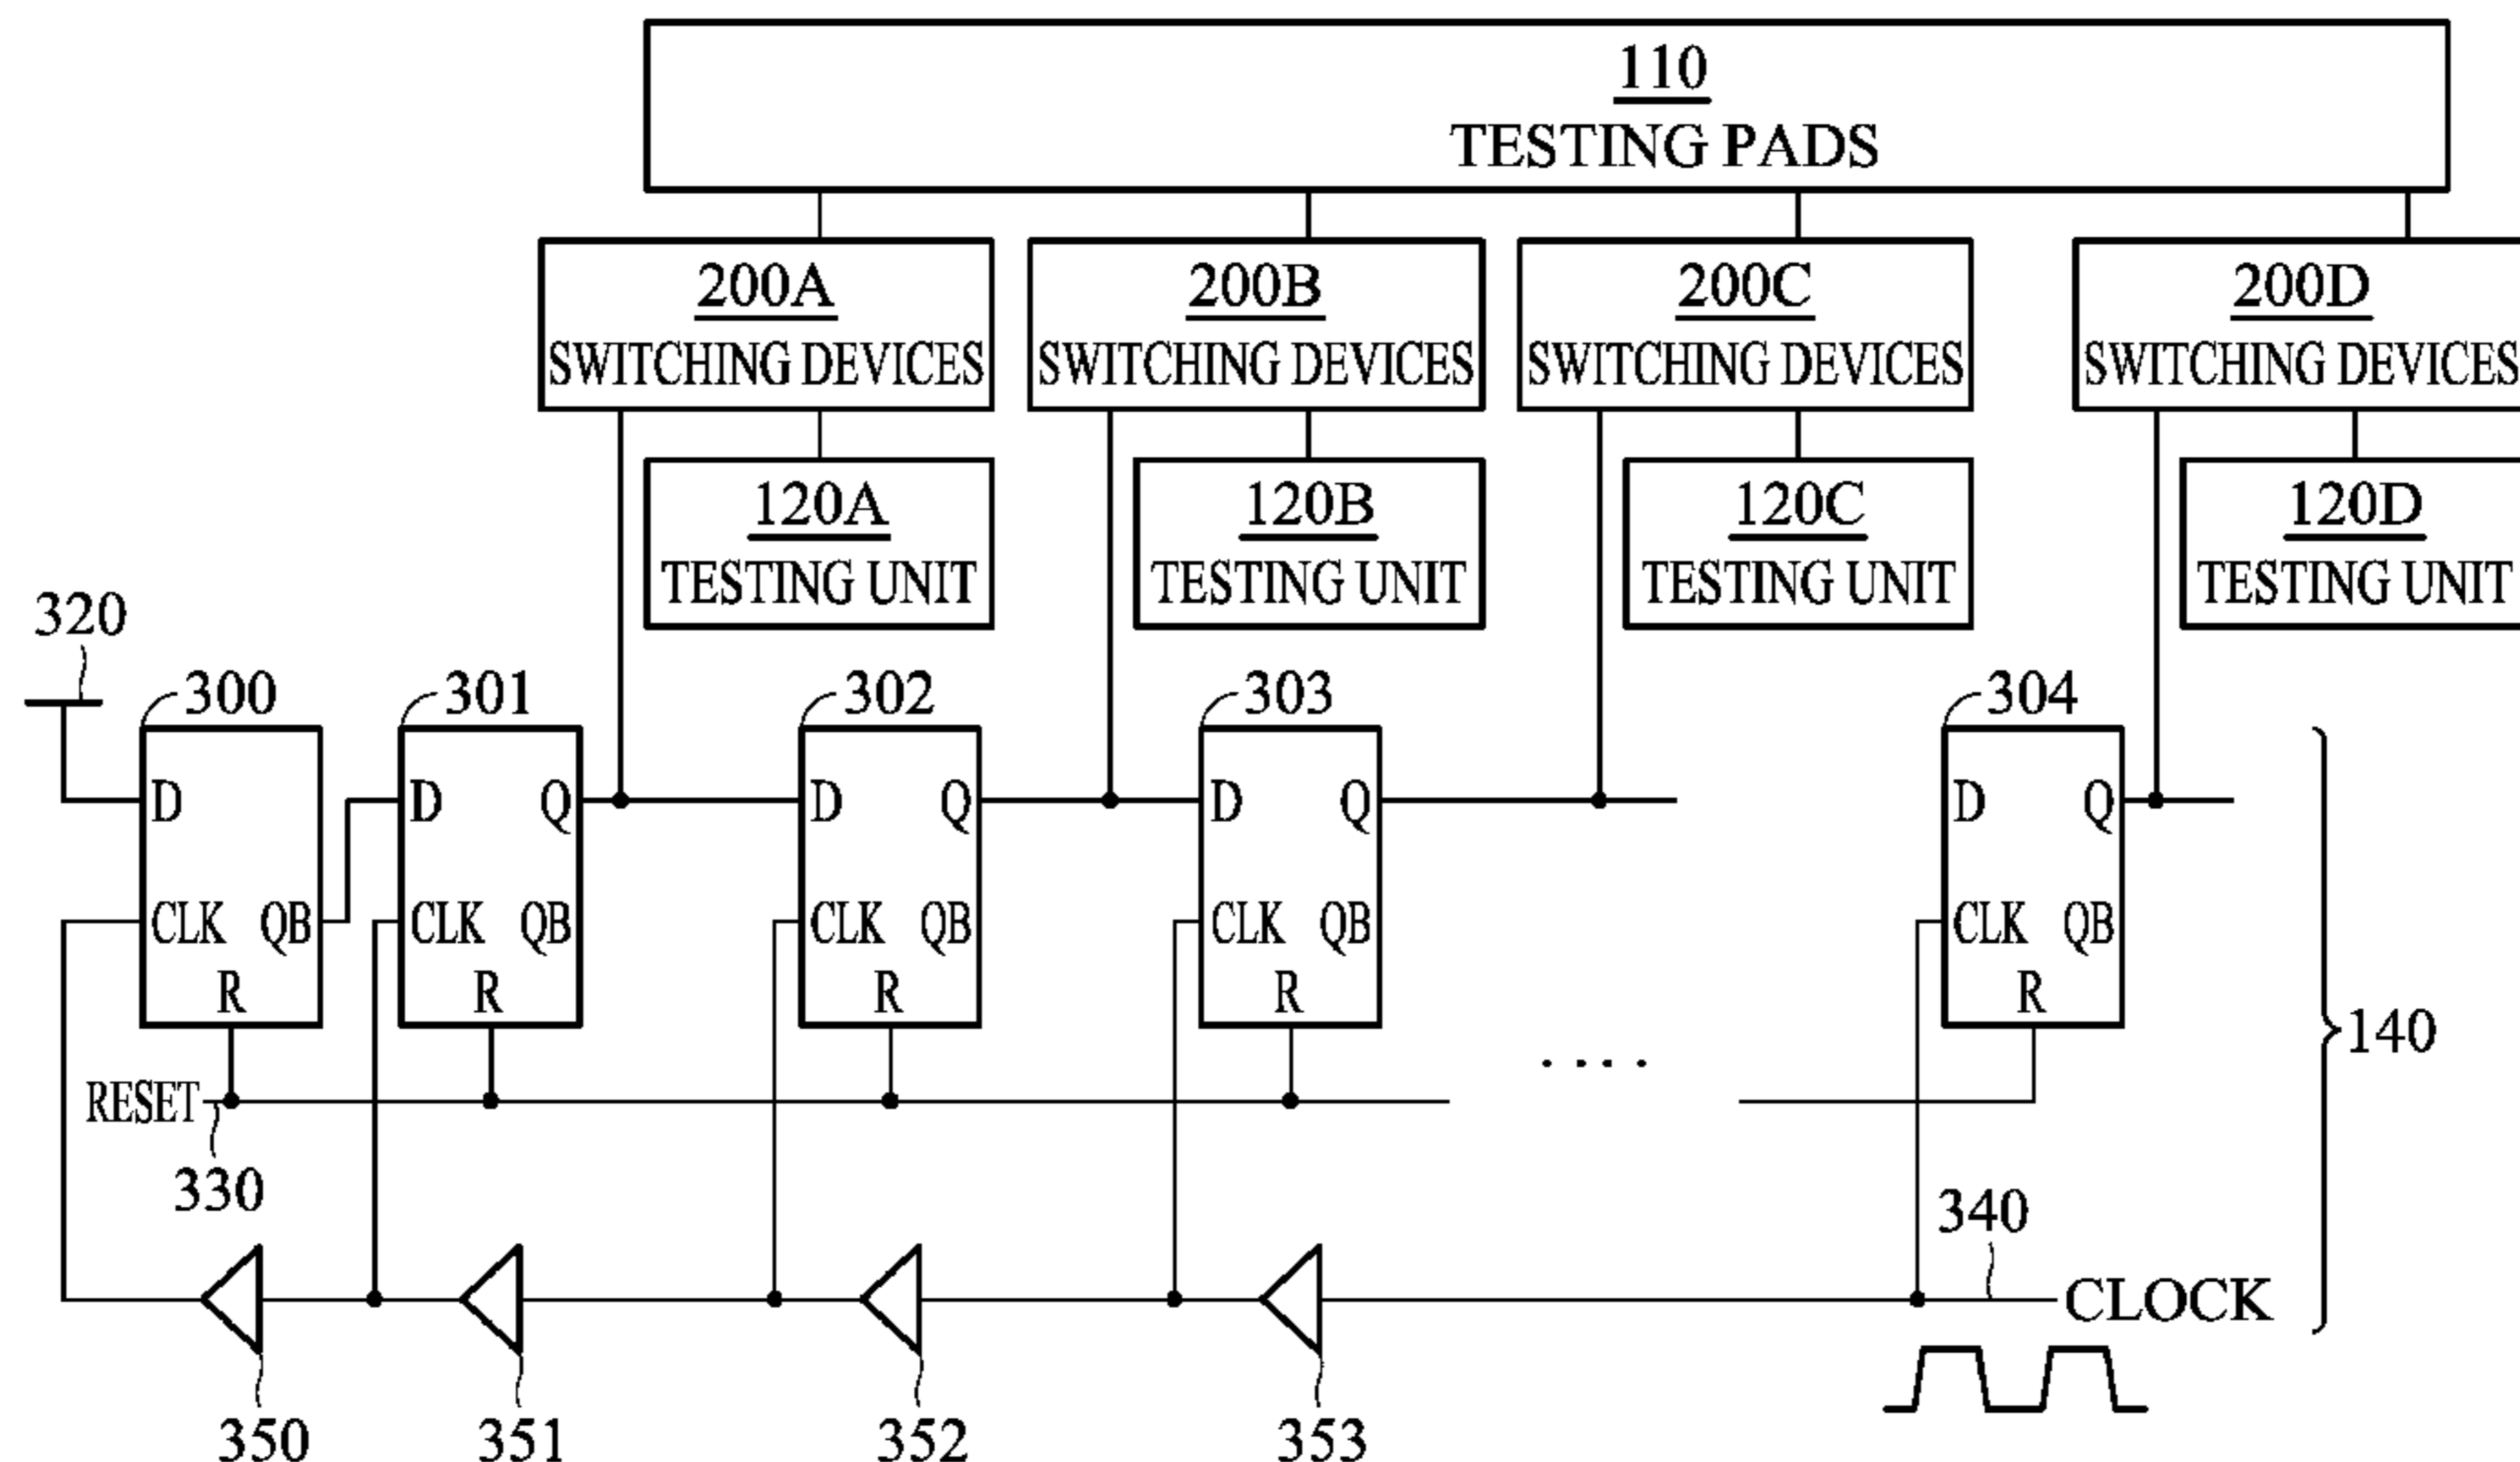 110
TESTING PADS
200A
SWITCHING DEVICES
200B
SWITCHING DEVICES
200C
SWITCHING DEVICES
200D
SWITCHING DEVICES
120A
TESTING UNIT
120B
TESTING UNIT
120C
TESTING UNIT
120D
TESTING UNIT
320
300
301
302
303
304
D
CLK QB
R
D Q
CLK QB
R
D Q
CLK QB
R
D Q
CLK QB
R
D Q
CLK QB
R
....
140
RESET
330
340
CLOCK
350
351
352
353